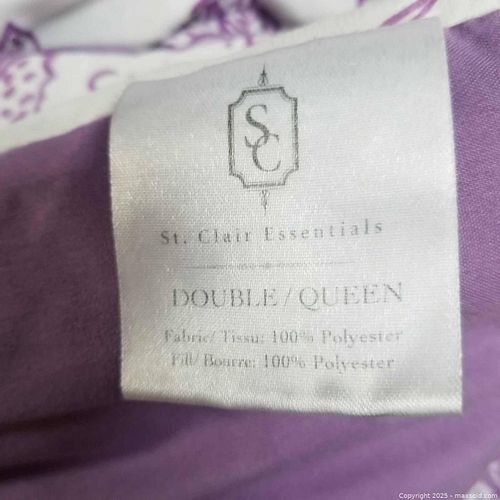 SC
St. Clair Essentials
DOUBLE / QUEEN
Fabric/ Tissu: 100% Polyester
Fill/ Bourre: 100% Polyester
Copyright 2025 - maxsold.com